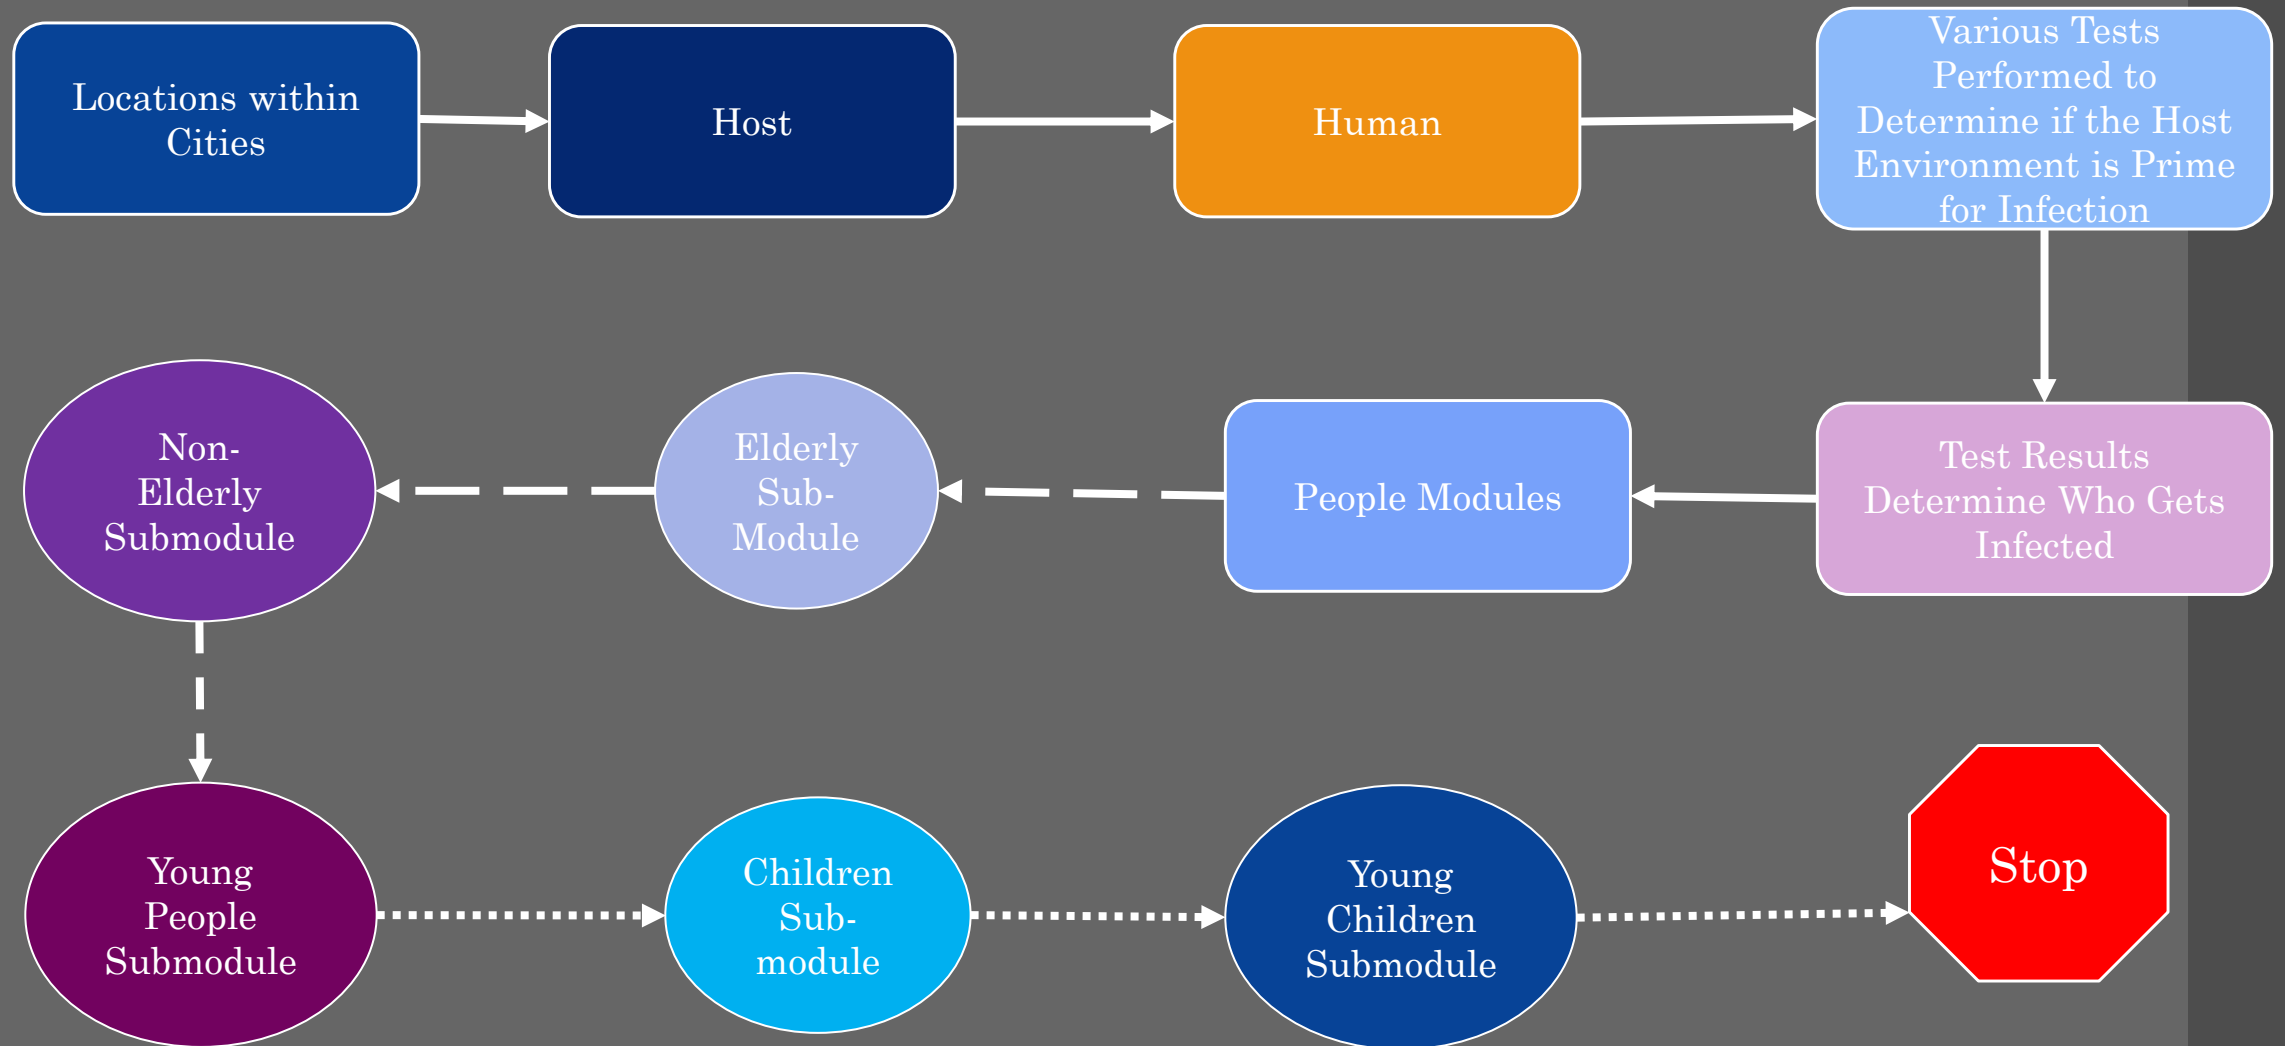 Locations within
Cities
Host
Human
Various Tests
Performed to
Determine if the Host
Environment is Prime
for Infection
Non-
Elderly
Submodule
Elderly
Sub-
Module
People Modules
Test Results
Determine Who Gets
Infected
Young
People
Submodule
Children
Sub-
module
Young
Children
Submodule
Stop